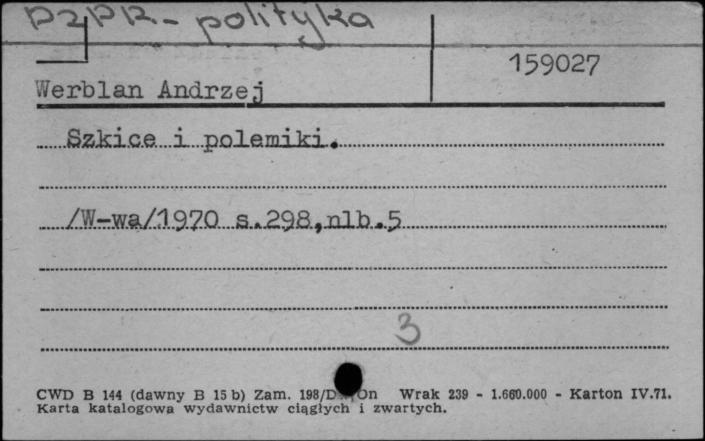 PZPR - polityka
159027
Werblan Andrzej
Szkice i polemiki.
/W-wa/1970 s.298,nlb.5
3
CWD B 144 (dawny B 15 b) Zam. 198/D On Wrak 239 - 1.660.000 - Karton IV.71.
Karta katalogowa wydawnictw ciągłych i zwartych.